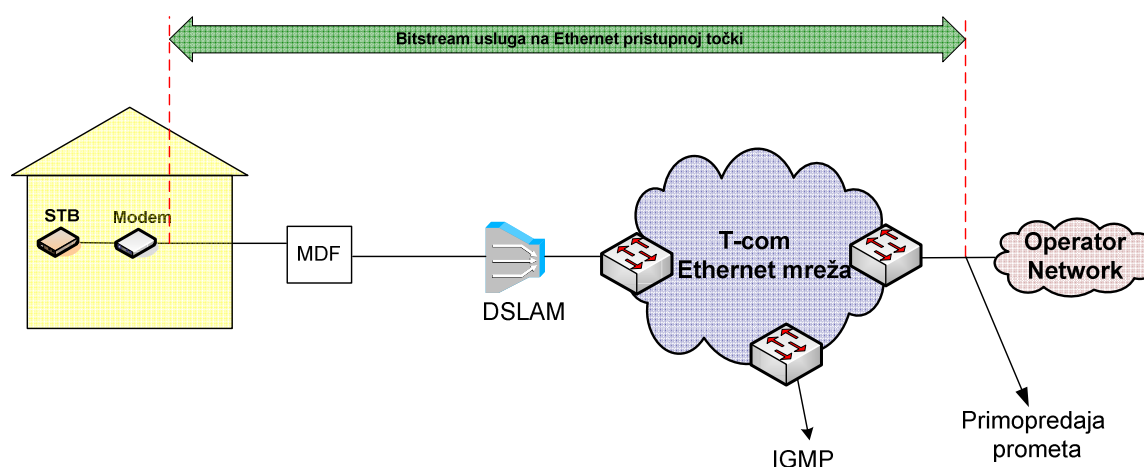 Bitstream usluga na Ethernet pristupnoj točki
STB
Modem
MDF
DSLAM
T-com
Ethernet mreža
Operator
Network
IGMP
Primopredaja
prometa